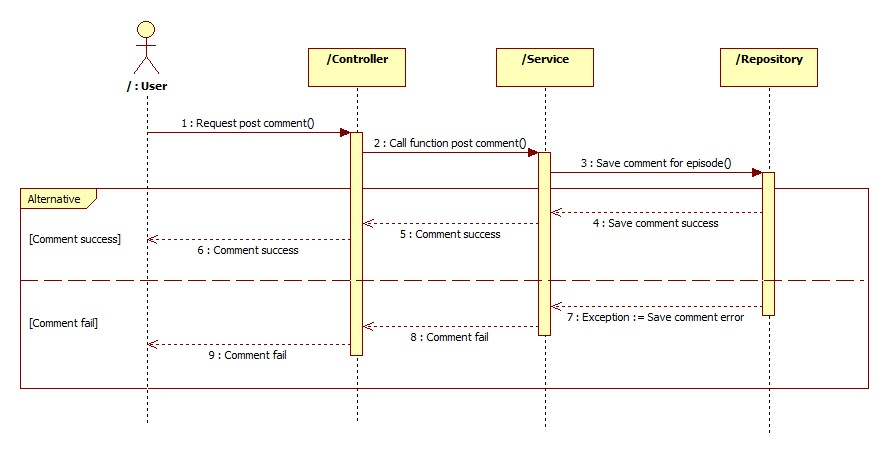 / : User
/Controller
/Service
/Repository
1 : Request post comment()
2 : Call function post comment()
3 : Save comment for episode()
Alternative
4 : Save comment success
5 : Comment success
[Comment success]
6 : Comment success
7 : Exception := Save comment error
[Comment fail]
8 : Comment fail
9 : Comment fail